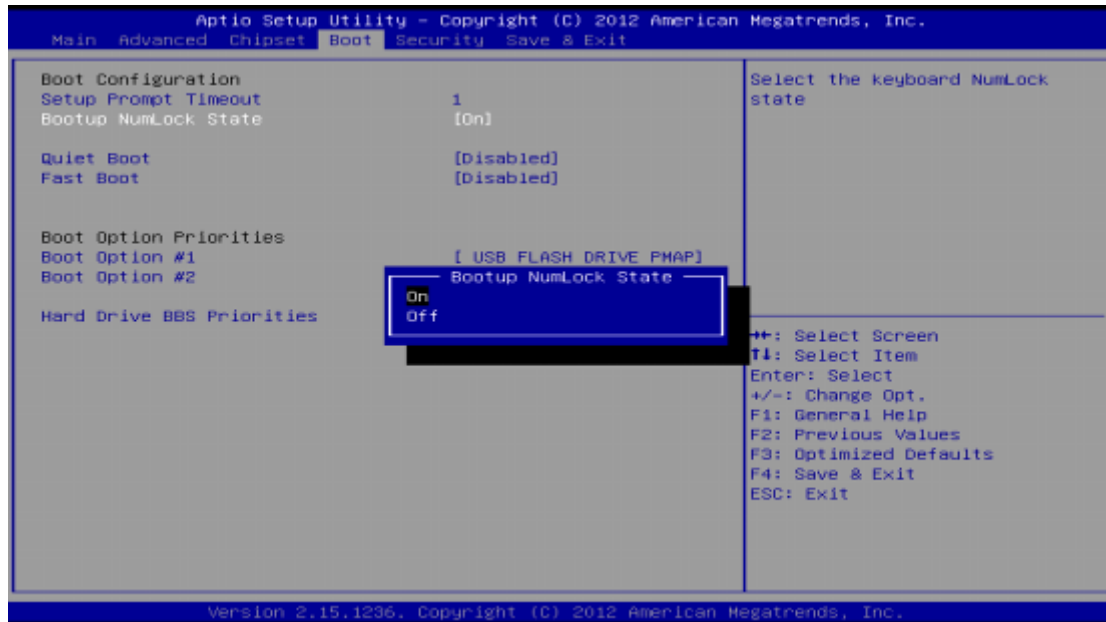 Aptio Setup Utility – Copyright (C) 2012 American Megatrends, Inc.
Main Advanced Chipset Boot Security Save & Exit
Boot Configuration
Setup Prompt Timeout 1
Bootup NumLock State [On]
Quiet Boot [Disabled]
Fast Boot [Disabled]
Boot Option Priorities
Boot Option #1 [ USB FLASH DRIVE PMAP]
Boot Option #2
Hard Drive BBS Priorities
Bootup NumLock State
On
Off
Select the keyboard NumLock
state
→←: Select Screen
↑↓: Select Item
Enter: Select
+/-: Change Opt.
F1: General Help
F2: Previous Values
F3: Optimized Defaults
F4: Save & Exit
ESC: Exit
Version 2.15.1236. Copyright (C) 2012 American Megatrends, Inc.